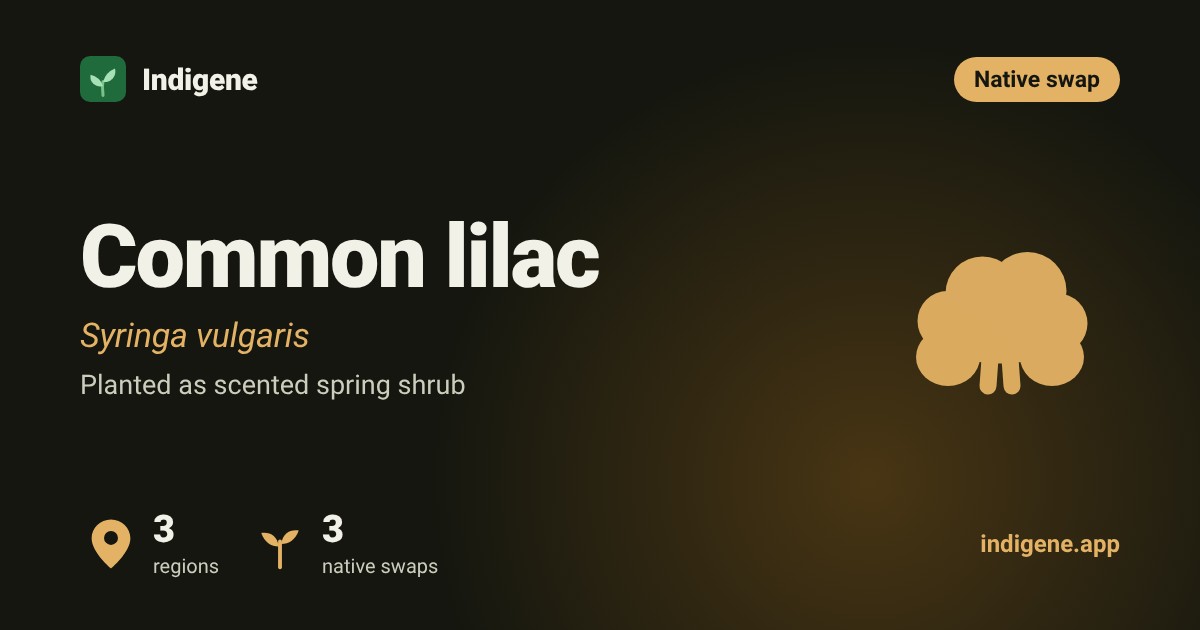 Indigene
Native swap
Common lilac
Syringa vulgaris
Planted as scented spring shrub
3
regions
3
native swaps
indigene.app